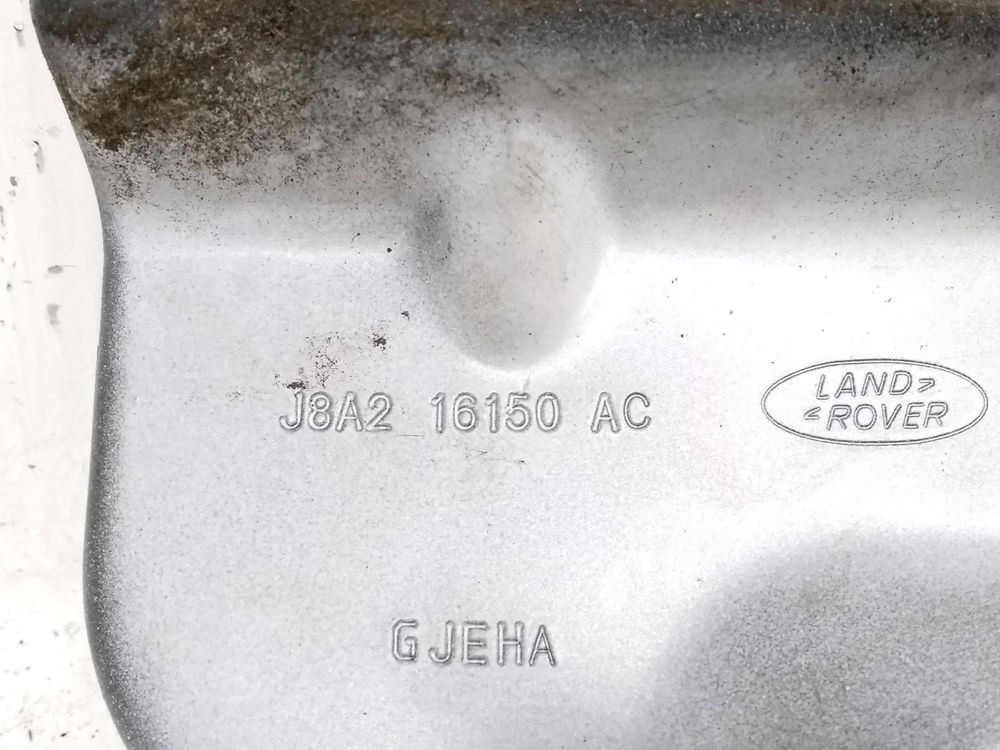 J8A2 16150 AC
LAND>
<ROVER
GJEHA